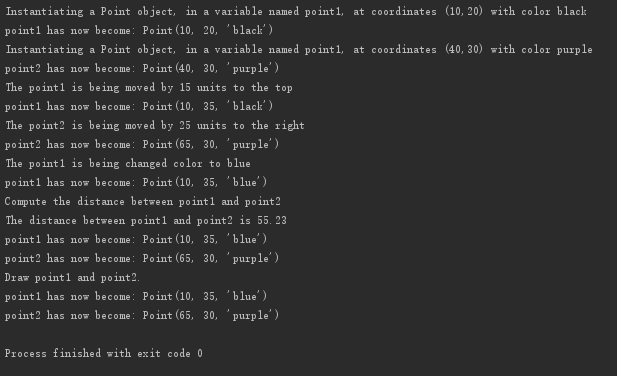 Instantiating a Point object, in a variable named point1, at coordinates (10,20) with color black
point1 has now become: Point(10, 20, 'black')
Instantiating a Point object, in a variable named point1, at coordinates (40,30) with color purple
point2 has now become: Point(40, 30, 'purple')
The point1 is being moved by 15 units to the top
point1 has now become: Point(10, 35, 'black')
The point2 is being moved by 25 units to the right
point2 has now become: Point(65, 30, 'purple')
The point1 is being changed color to blue
point1 has now become: Point(10, 35, 'blue')
Compute the distance between point1 and point2
The distance between point1 and point2 is 55.23
point1 has now become: Point(10, 35, 'blue')
point2 has now become: Point(65, 30, 'purple')
Draw point1 and point2.
point1 has now become: Point(10, 35, 'blue')
point2 has now become: Point(65, 30, 'purple')
Process finished with exit code 0